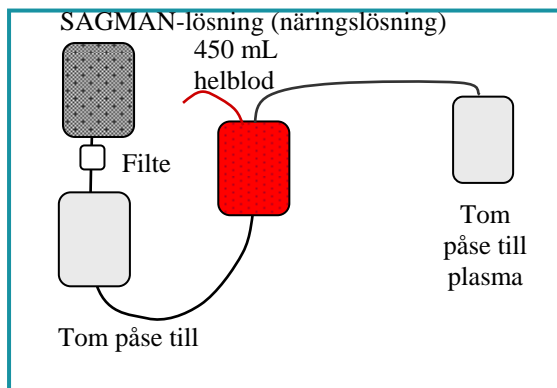 SAGMAN-lösning (näringslösning)
450 mL
helblod
Filte
Tom
påse till
plasma
Tom påse till